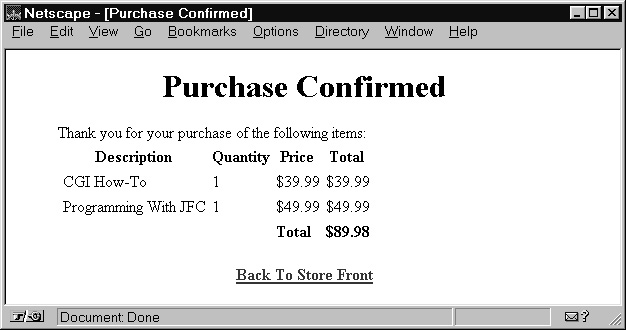 Netscape - [Purchase Confirmed]
File Edit View Go Bookmarks Options Directory Window Help
Purchase Confirmed
Thank you for your purchase of the following items:
Description Quantity Price Total
CGI How-To 1 $39.99 $39.99
Programming With JFC 1 $49.99 $49.99
Total $89.98
Back To Store Front
Document: Done
?